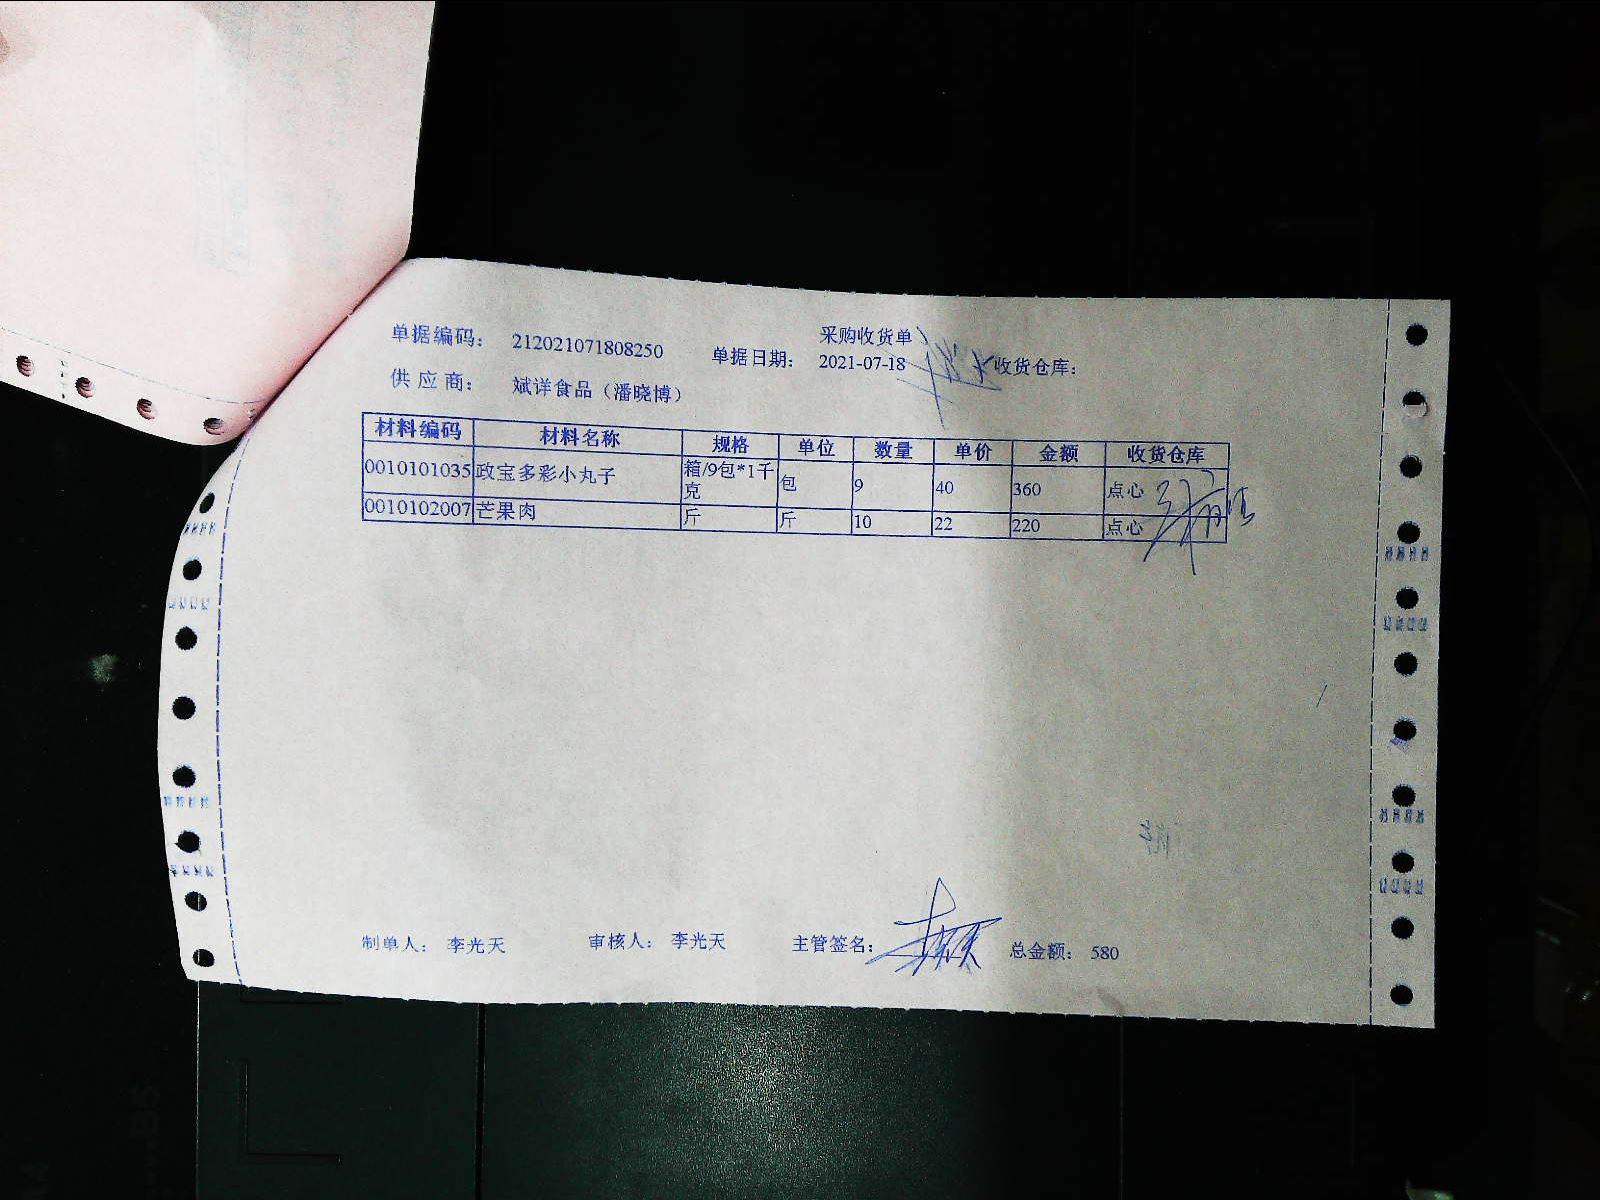 采购收货单
单据编码： 212021071808250 单据日期： 2021-07-18 收货仓库：
供 应 商： 斌详食品（潘晓博）
材料编码 材料名称 规格 单位 数量 单价 金额 收货仓库
0010101035 政宝多彩小丸子 箱/9包*1千克 包 9 40 360 点心
0010102007 芒果肉 斤 斤 10 22 220 点心
制单人： 李光天 审核人： 李光天 主管签名： 总金额： 580